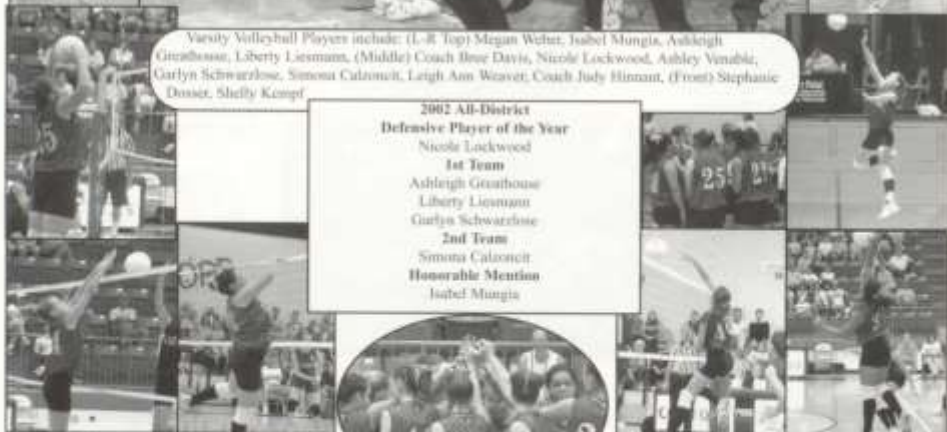 Varsity Volleyball Players include: (L-R Top) Megan Weber, Isabel Mungia, Ashleigh
Greathouse, Liberty Liesmann, (Middle) Coach Bree Davis, Nicole Lockwood, Ashley Venable,
Garlyn Schwarzlose, Simona Calzoncit, Leigh Ann Weaver, Coach Judy Hinnant, (Front) Stephanie
Dosser, Shelly Kempf
2002 All-District
Defensive Player of the Year
Nicole Lockwood
1st Team
Ashleigh Greathouse
Liberty Liesmann
Garlyn Schwarzlose
2nd Team
Simona Calzoncit
Honorable Mention
Isabel Mungia
25
25